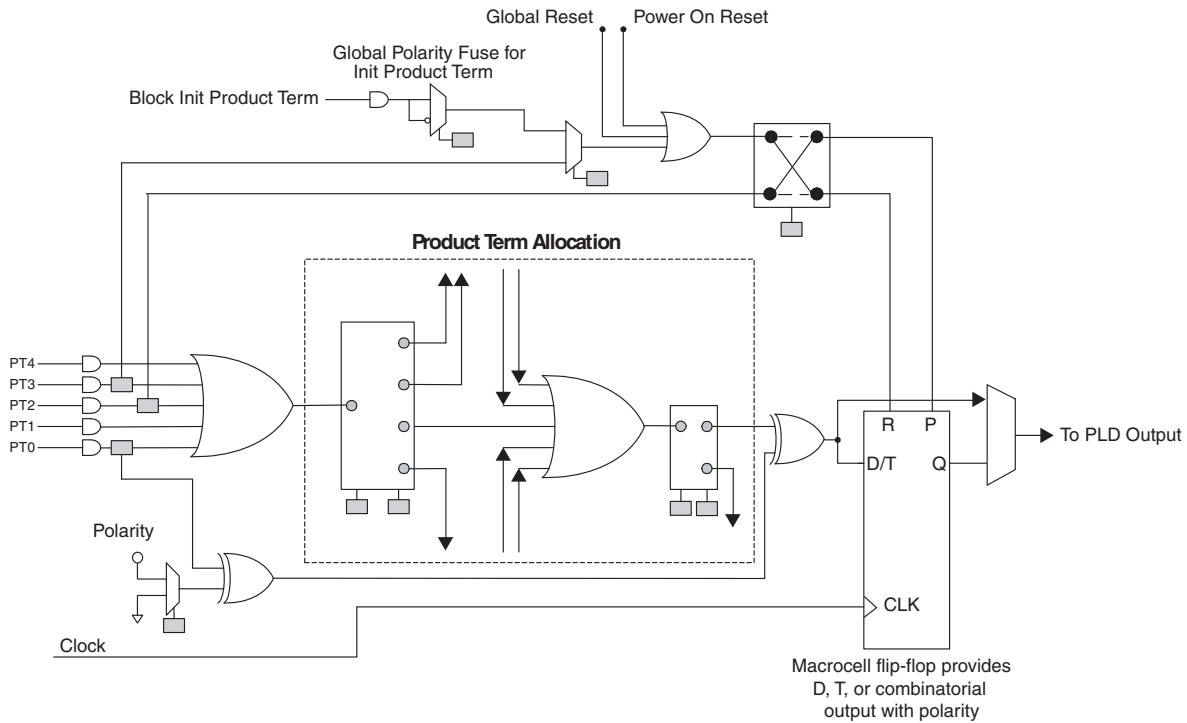 Global Reset
Power On Reset
Global Polarity Fuse for
Init Product Term
Block Init Product Term
Product Term Allocation
PT4
PT3
PT2
PT1
PT0
R
P
To PLD Output
D/T
Q
Polarity
CLK
Clock
Macrocell flip-flop provides
D, T, or combinatorial
output with polarity